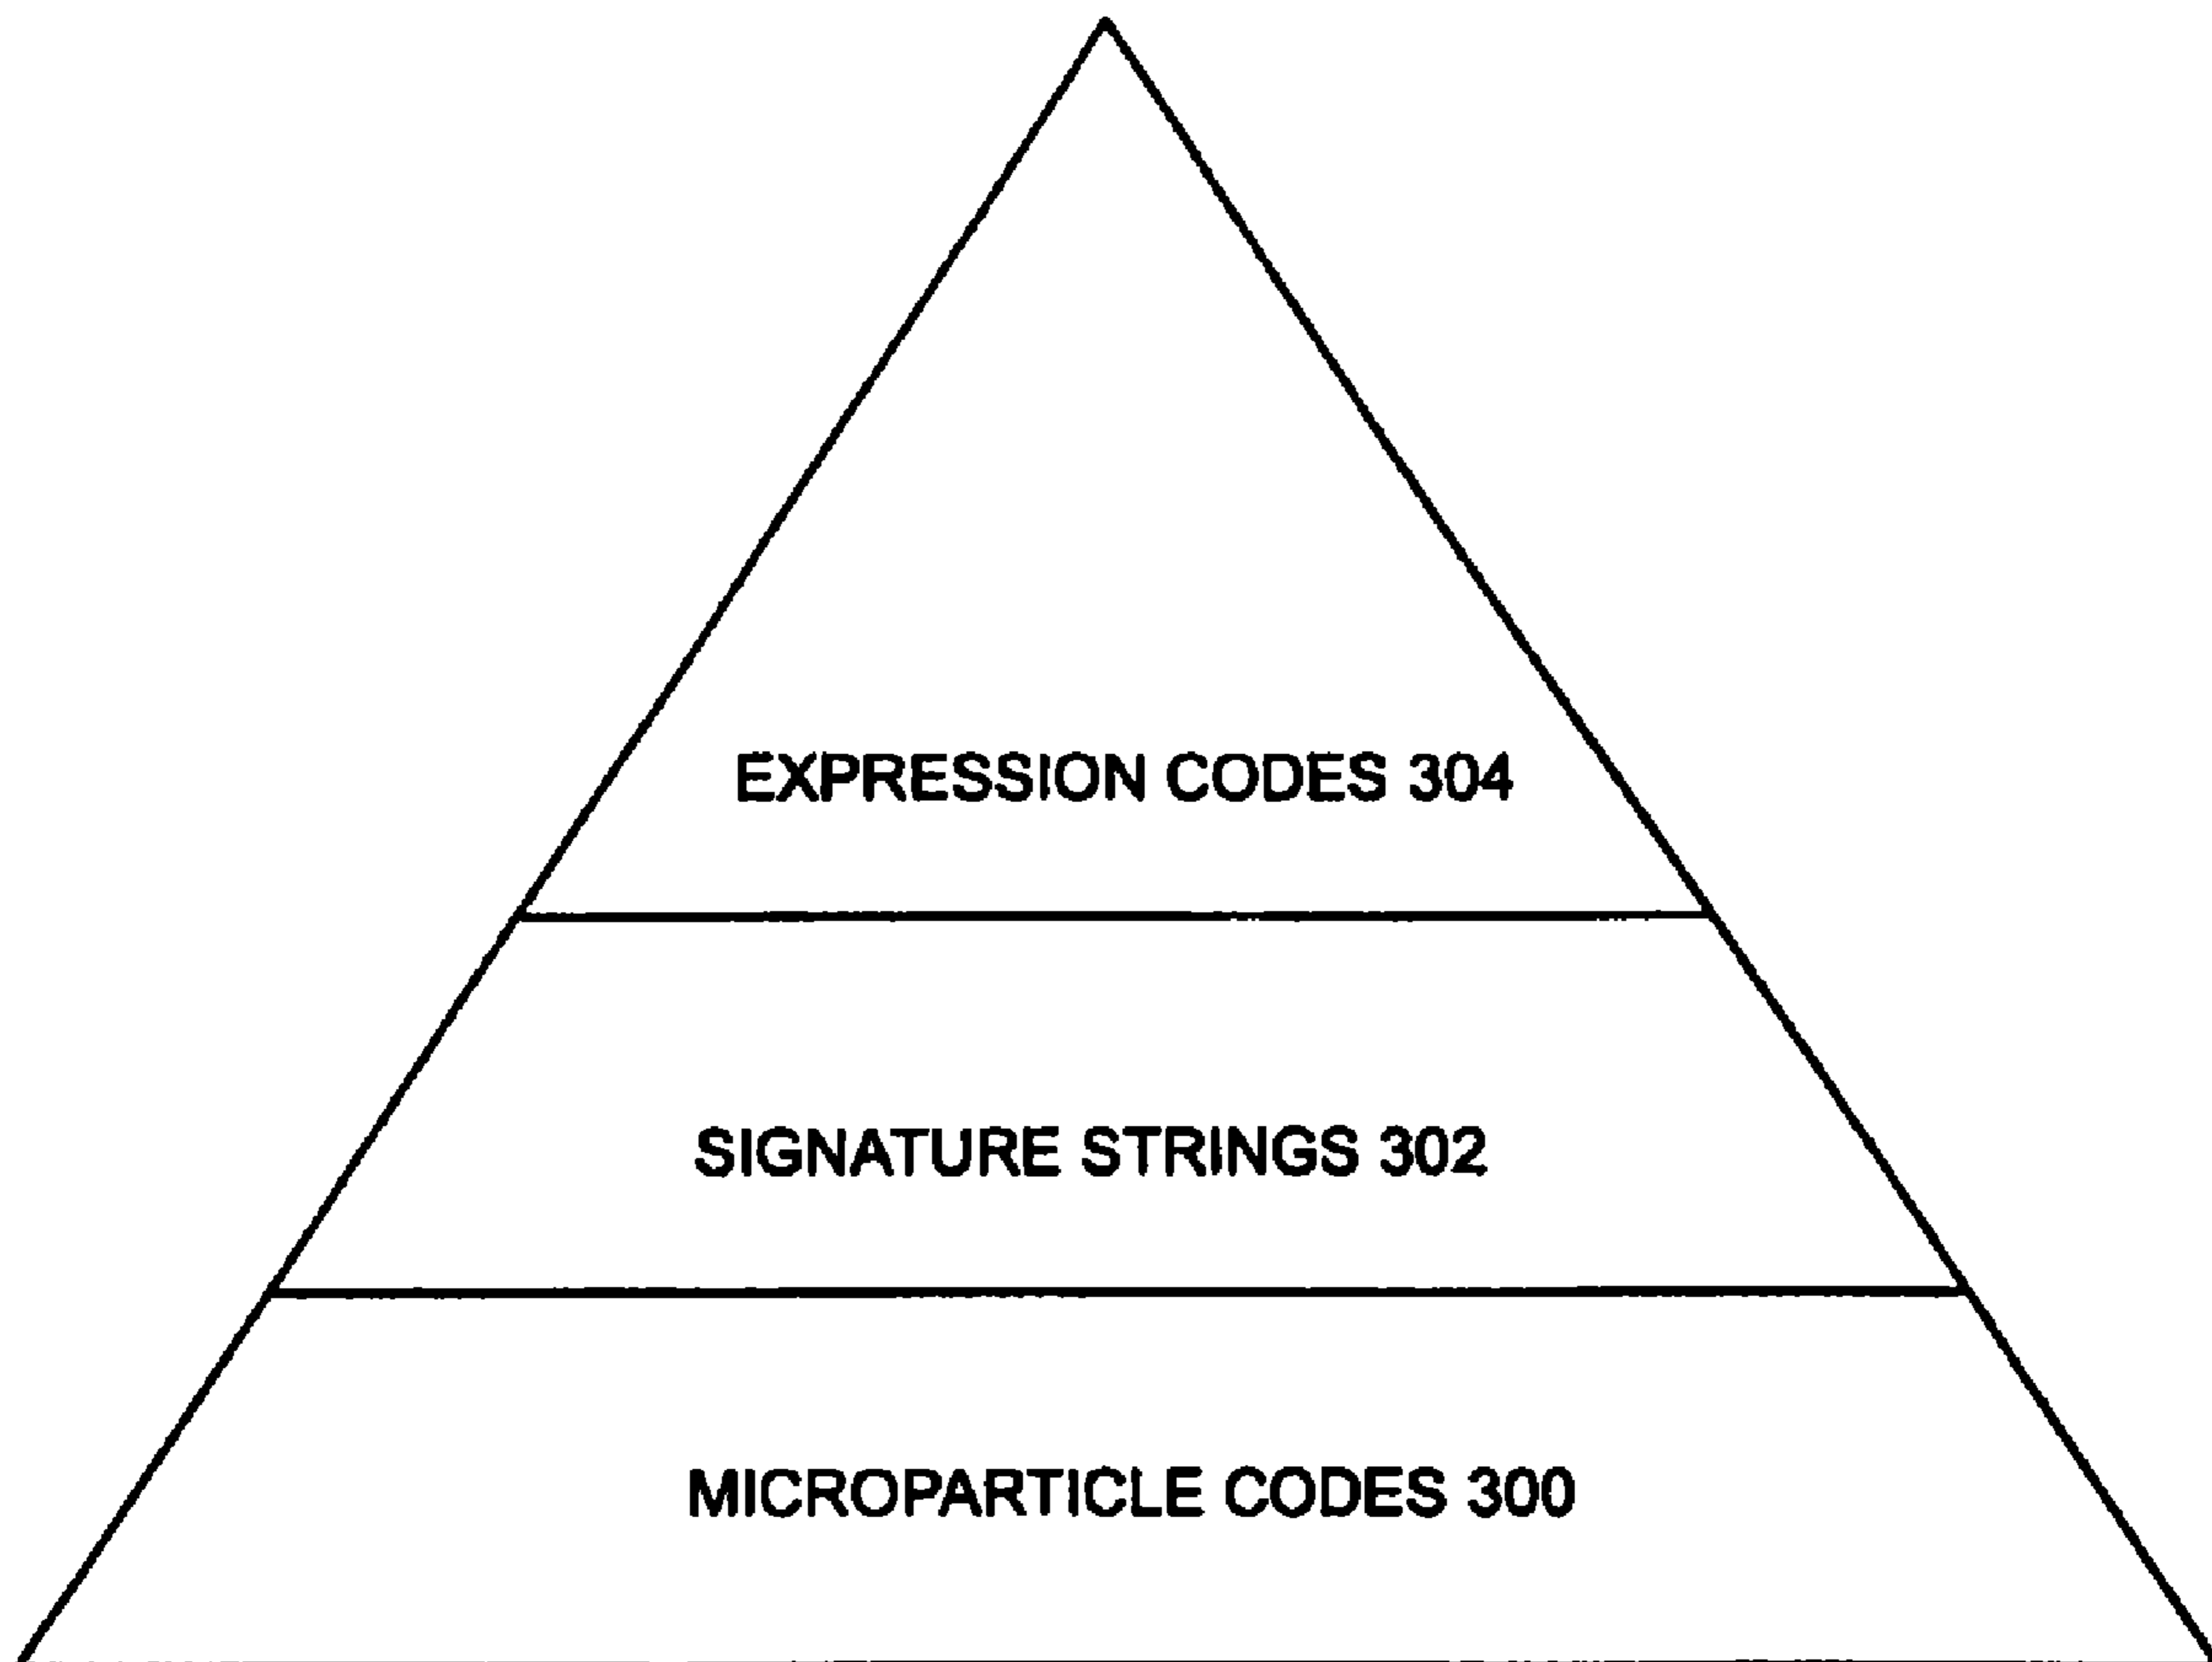 EXPRESSION CODES 304
SIGNATURE STRINGS 302
MICROPARTICLE CODES 300